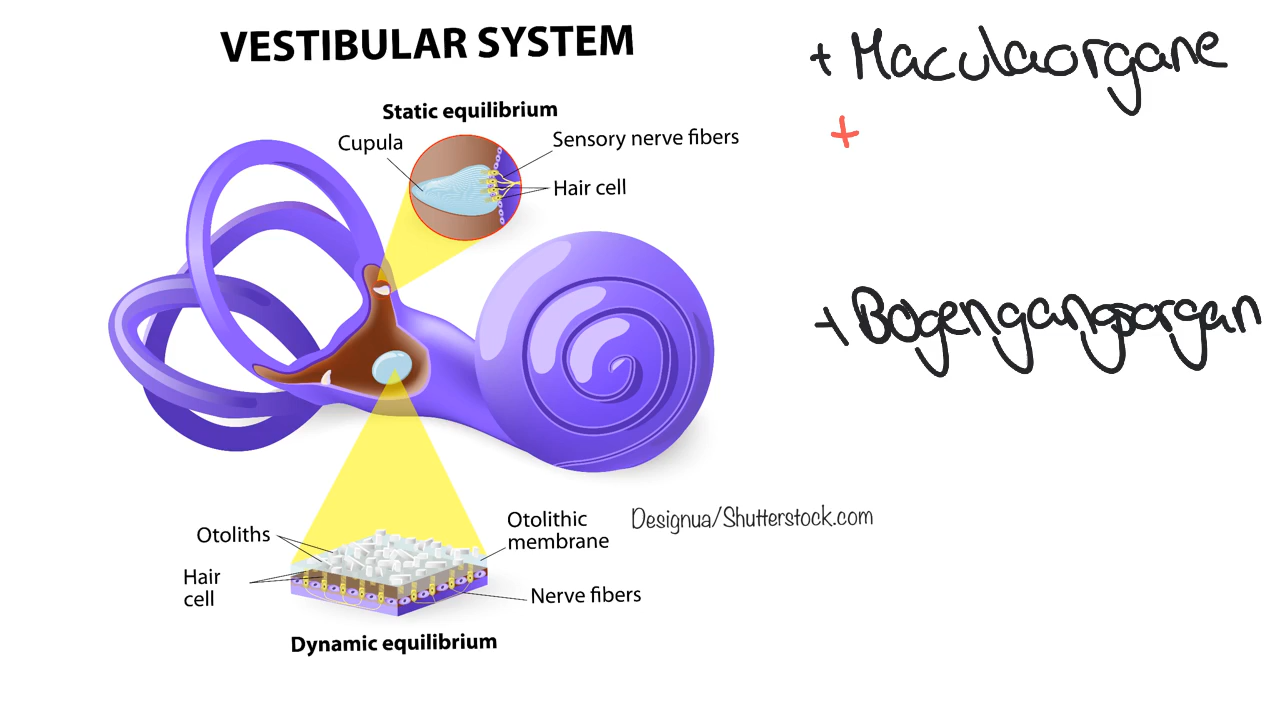 VESTIBULAR SYSTEM
Static equilibrium
Cupula
Sensory nerve fibers
Hair cell
Otoliths
Hair
cell
Otolithic
membrane
Nerve fibers
Dynamic equilibrium
Designua/Shutterstock.com
+ Maculaorgane
+
+ Bogengangsorgan